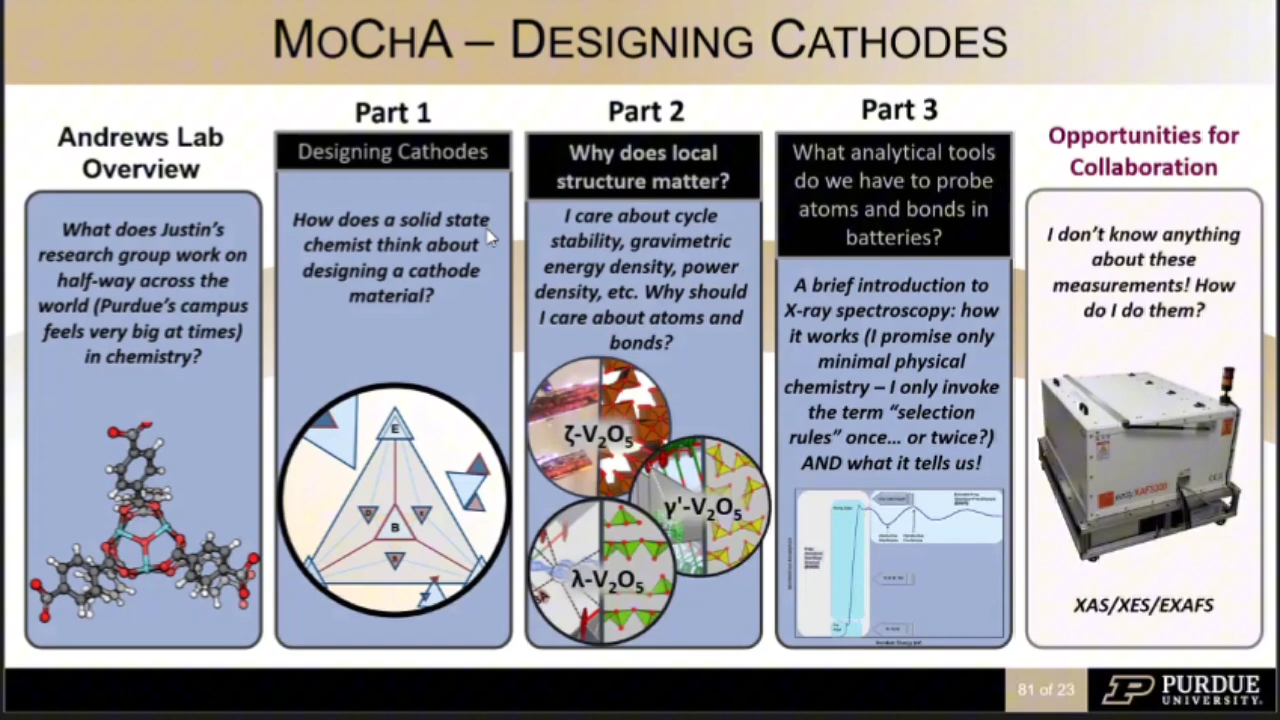 MOCHA – DESIGNING CATHODES
Andrews Lab
Overview
What does Justin's
research group work on
half-way across the
world (Purdue's campus
feels very big at times)
in chemistry?
Part 1
Designing Cathodes
How does a solid state
chemist think about
designing a cathode
material?
E
B
Part 2
Why does local
structure matter?
I care about cycle
stability, gravimetric
energy density, power
density, etc. Why should
I care about atoms and
bonds?
ζ-V₂O₅
γ'-V₂O₅
λ-V₂O₅
Part 3
What analytical tools
do we have to probe
atoms and bonds in
batteries?
A brief introduction to
X-ray spectroscopy: how
it works (I promise only
minimal physical
chemistry – I only invoke
the term “selection
rules” once... or twice?)
AND what it tells us!
Opportunities for
Collaboration
I don't know anything
about these
measurements! How
do I do them?
XAS/XES/EXAFS
81 of 23
PURDUE
UNIVERSITY.